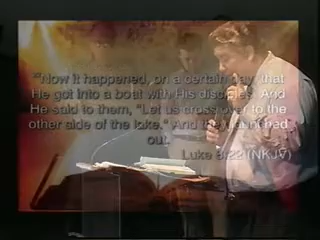 "Now it happened, on a certain day, that
He got into a boat with His disciples. And
He said to them, "Let us cross over to the
other side of the lake." And they launched
out.
Luke 8:22 (NKJV)